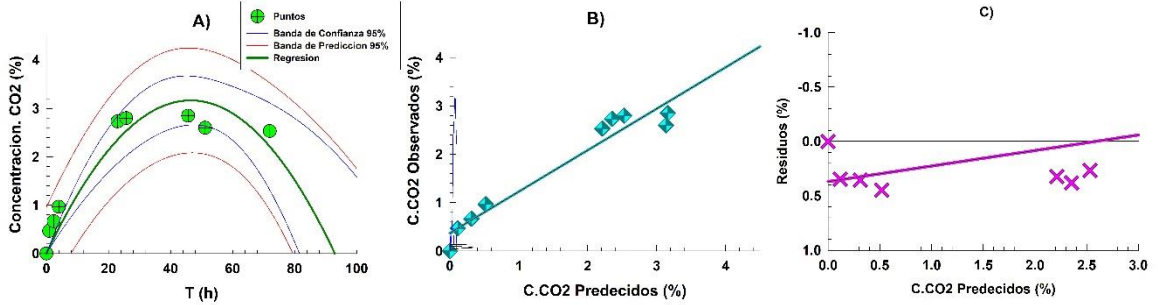 A)
Puntos
Banda de Confianza 95%
Banda de Prediccion 95%
Regresion
Concentracion. CO2 (%)
4
3
2
1
0
0 20 40 60 80 100
T (h)
B)
C.CO2 Observados (%)
4
3
2
1
0
0 1 2 3 4
C.CO2 Predecidos (%)
C)
Residuos (%)
-1.0
-0.5
0.0
0.5
1.0
0.0 0.5 1.0 1.5 2.0 2.5 3.0
C.CO2 Predecidos (%)